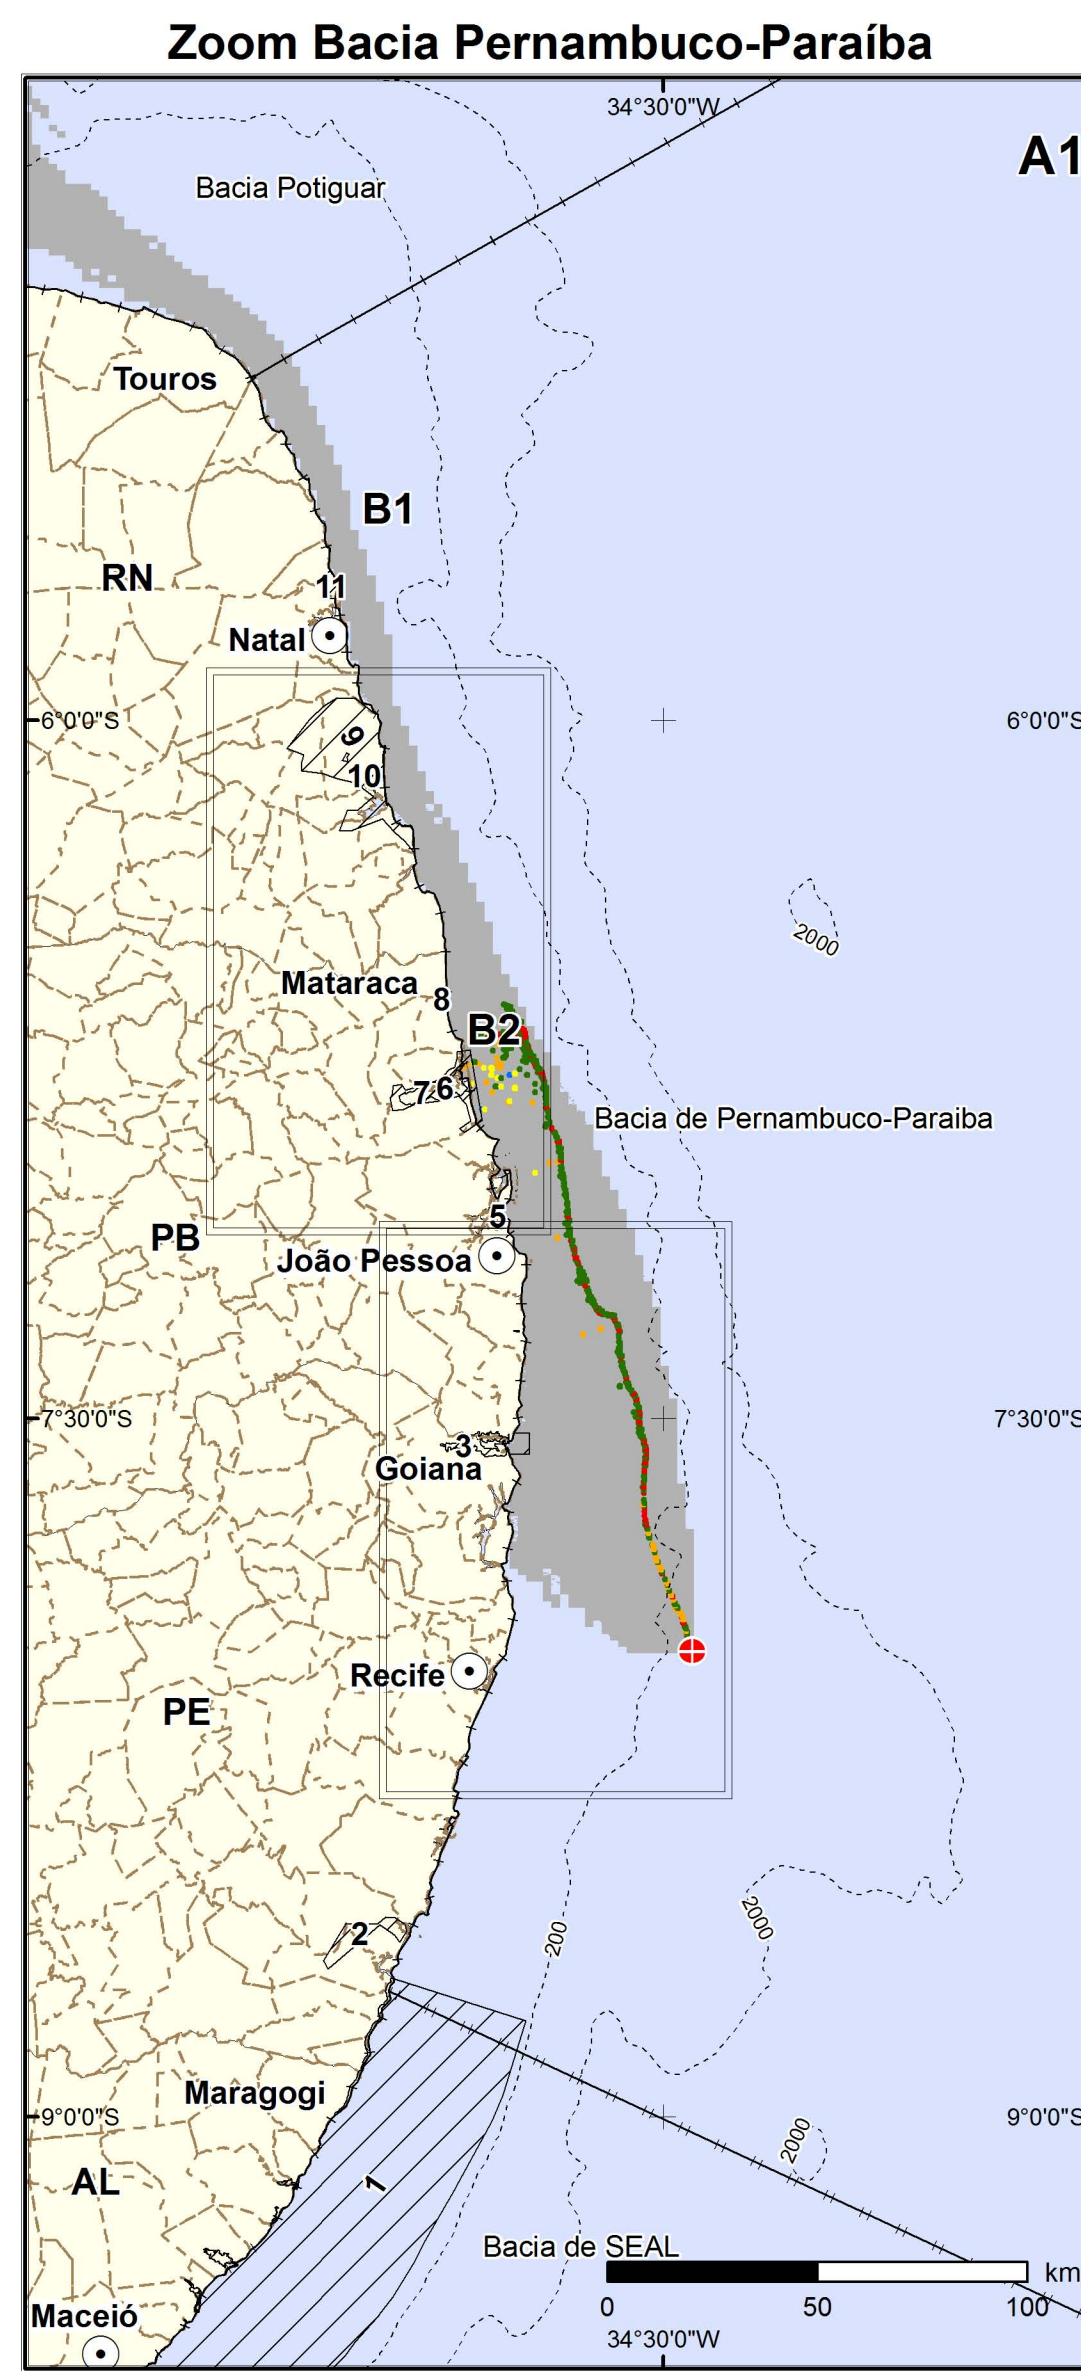 Zoom Bacia Pernambuco-Paraíba
34°30'0"W
A1
Bacia Potiguar
Touros
B1
RN
11
Natal
6°0'0"S
6°0'0"S
9
10
2000
Mataraca
8
B2
7
6
Bacia de Pernambuco-Paraiba
5
PB
João Pessoa
7°30'0"S
7°30'0"S
3
Goiana
Recife
PE
2
200
2000
Maragogi
9°0'0"S
9°0'0"S
2000
AL
1
Bacia de SEAL
km
0
50
100
Maceió
34°30'0"W